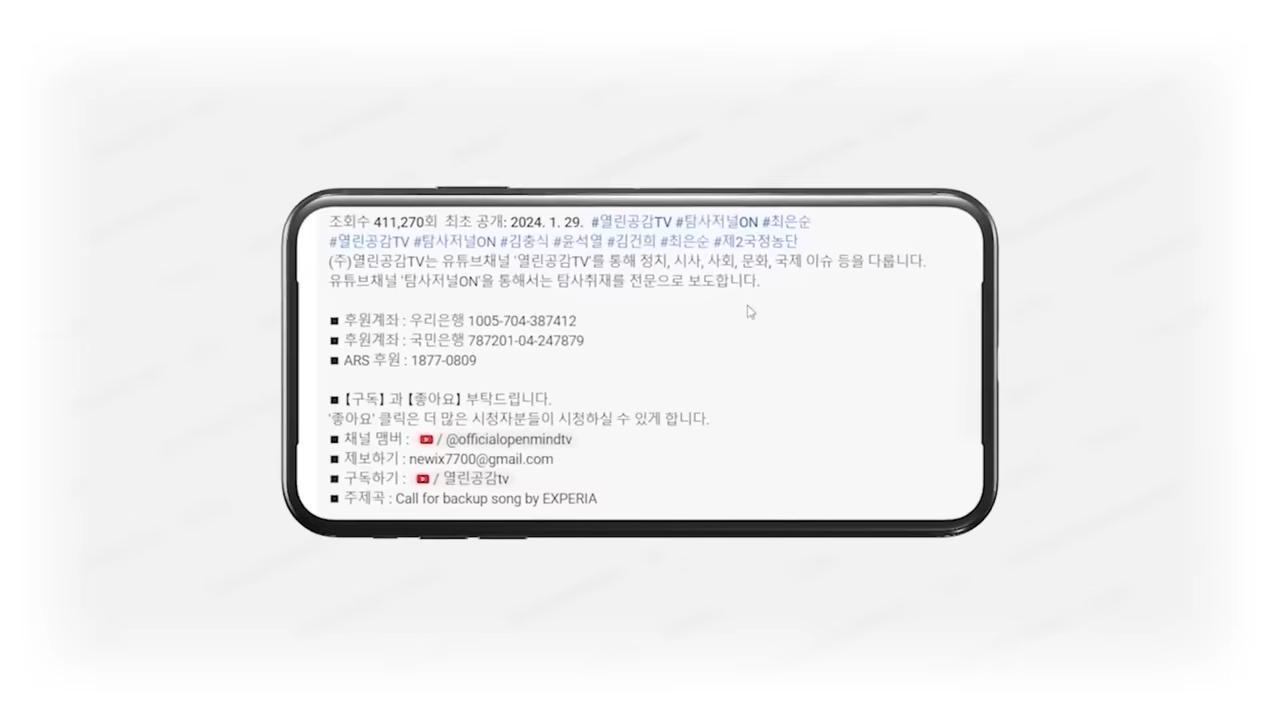 조회수 411,270회 최초 공개: 2024. 1. 29. #열린공감TV #탐사저널ON #최은순
#열린공감TV #탐사저널ON #김충식 #윤석열 #김건희 #최은순 #제2국정농단
(주)열린공감TV는 유튜브채널 '열린공감TV'를 통해 정치, 시사, 사회, 문화, 국제 이슈 등을 다룹니다.
유튜브채널 '탐사저널ON'을 통해서는 탐사취재를 전문으로 보도합니다.
■ 후원계좌 : 우리은행 1005-704-387412
■ 후원계좌 : 국민은행 787201-04-247879
■ ARS 후원 : 1877-0809
■ 【구독】 과 【좋아요】 부탁드립니다.
'좋아요' 클릭은 더 많은 시청자분들이 시청하실 수 있게 합니다.
■ 채널 맴버 : / @officialopenmindtv
■ 제보하기 : newix7700@gmail.com
■ 구독하기 : / 열린공감tv
■ 주제곡 : Call for backup song by EXPERIA